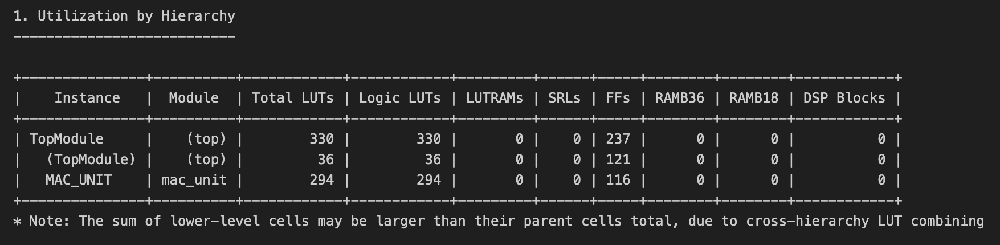 1. Utilization by Hierarchy
---------------------------
+---------------+----------+------------+------------+---------+------+-----+--------+--------+------------+
|    Instance   |  Module  | Total LUTs | Logic LUTs | LUTRAMs | SRLs | FFs | RAMB36 | RAMB18 | DSP Blocks |
+---------------+----------+------------+------------+---------+------+-----+--------+--------+------------+
| TopModule     |    (top) |        330 |        330 |       0 |    0 | 237 |      0 |      0 |          0 |
|   (TopModule) |    (top) |         36 |         36 |       0 |    0 | 121 |      0 |      0 |          0 |
|   MAC_UNIT    | mac_unit |        294 |        294 |       0 |    0 | 116 |      0 |      0 |          0 |
+---------------+----------+------------+------------+---------+------+-----+--------+--------+------------+
* Note: The sum of lower-level cells may be larger than their parent cells total, due to cross-hierarchy LUT combining